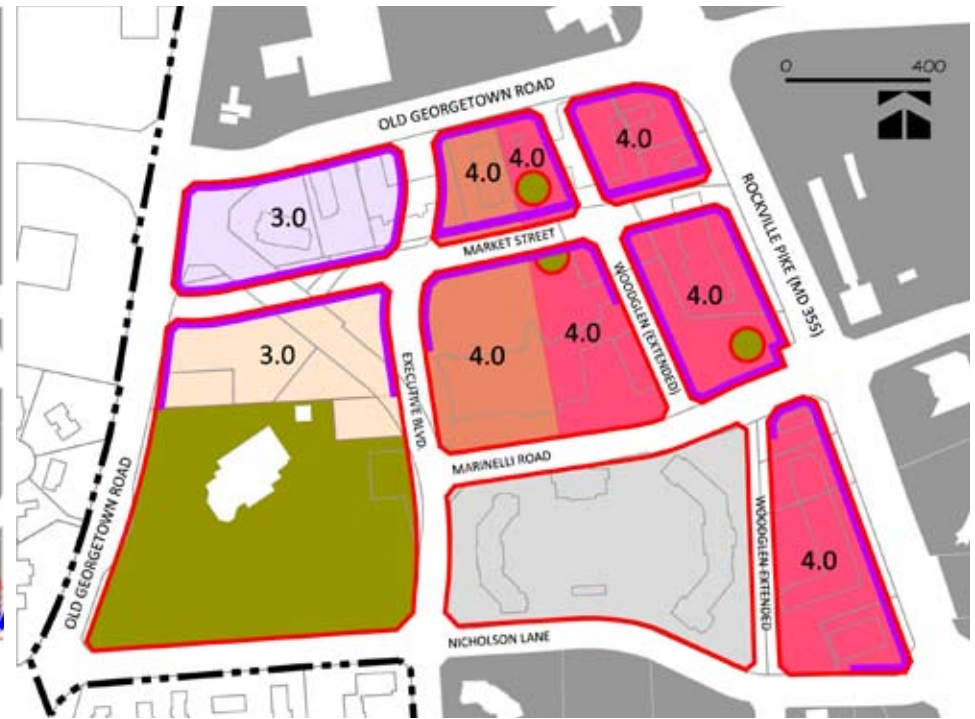 0 400
OLD GEORGETOWN ROAD
4.0
4.0
4.0
3.0
ROCKVILLE PIKE (MD 355)
MARKET STREET
WOODGLEN (EXTENDED)
4.0
4.0
4.0
3.0
EXECUTIVE BLVD.
MARINELLI ROAD
OLD GEORGETOWN ROAD
WOODGLEN EXTENDED
4.0
NICHOLSON LANE